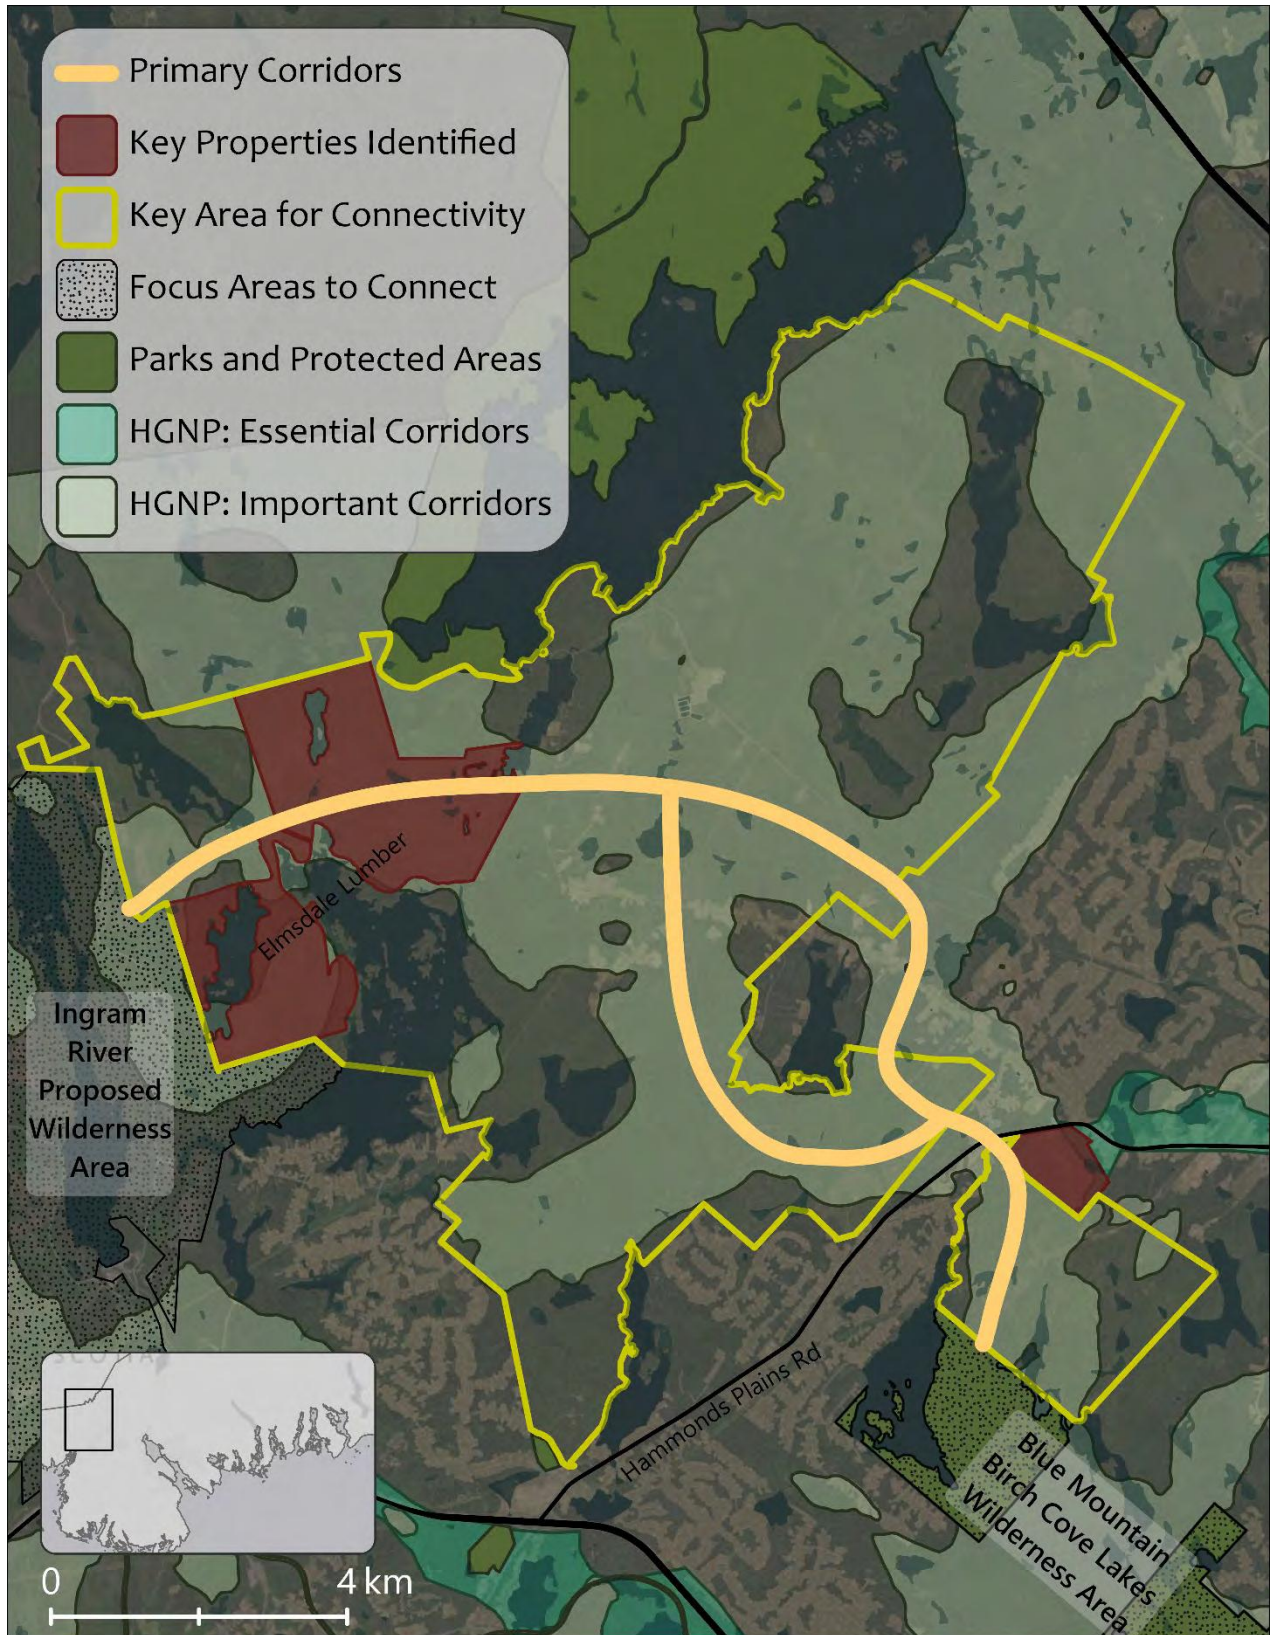 Primary Corridors
Key Properties Identified
Key Area for Connectivity
Focus Areas to Connect
Parks and Protected Areas
HGNP: Essential Corridors
HGNP: Important Corridors
Elmsdale Lumber
Ingram
River
Proposed
Wilderness
Area
Hammonds Plains Rd
Blue Mountain
Birch Cove Lakes
Wilderness Area
0
4 km